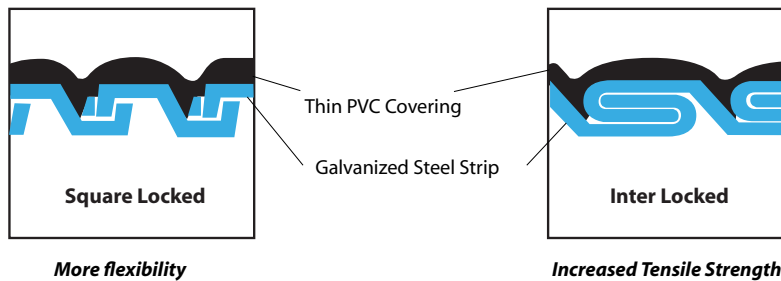 Thin PVC Covering
Galvanized Steel Strip
Square Locked
Inter Locked
More flexibility
Increased Tensile Strength